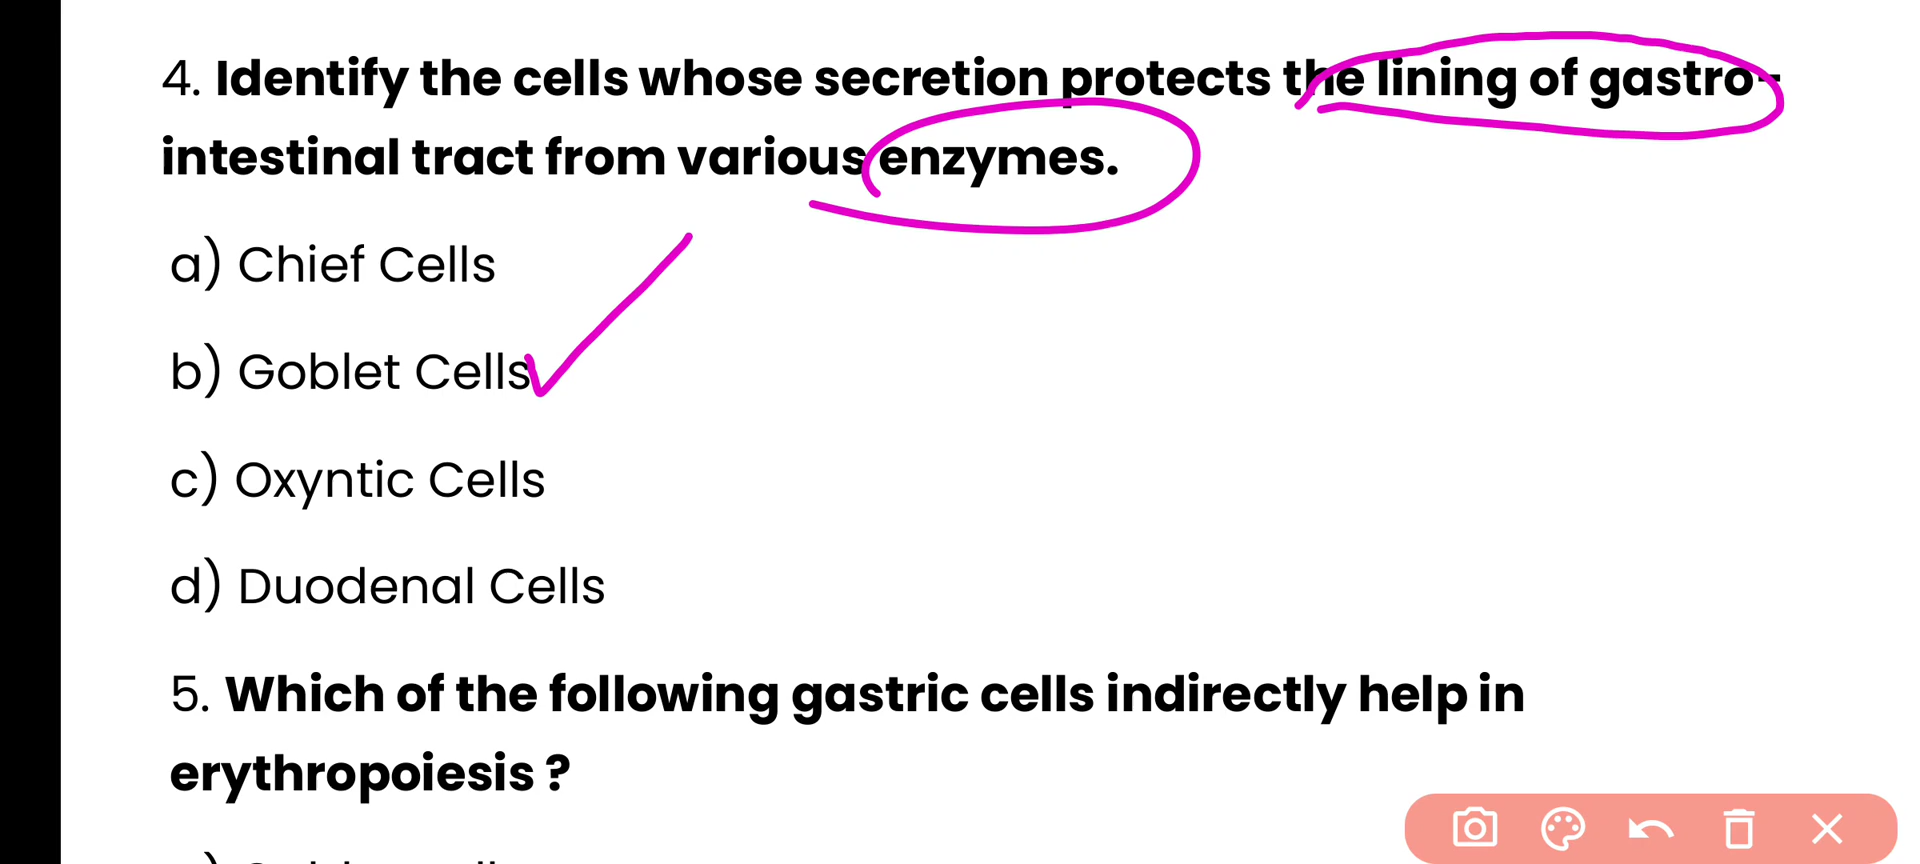 4. Identify the cells whose secretion protects the lining of gastro-
intestinal tract from various enzymes.
a) Chief Cells
b) Goblet Cells
c) Oxyntic Cells
d) Duodenal Cells
5. Which of the following gastric cells indirectly help in
erythropoiesis ?